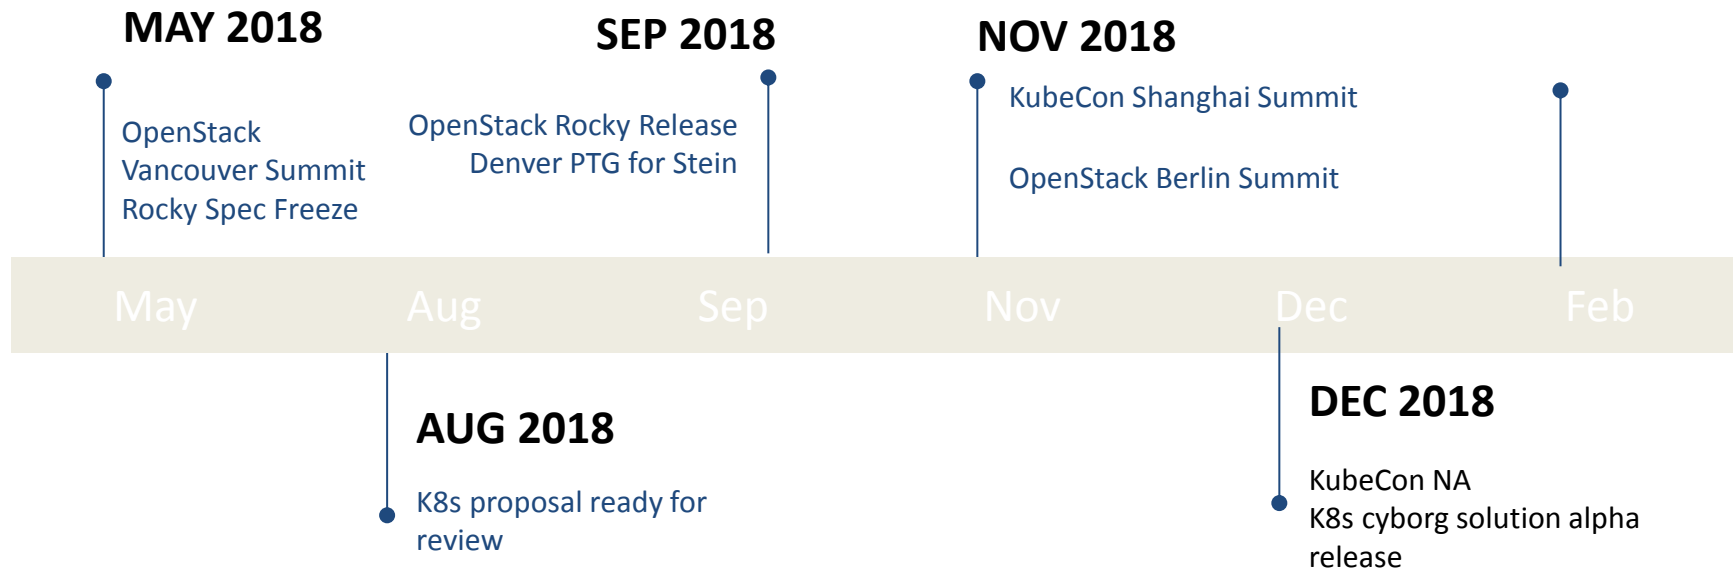 MAY 2018
OpenStack
Vancouver Summit
Rocky Spec Freeze
SEP 2018
OpenStack Rocky Release
Denver PTG for Stein
NOV 2018
KubeCon Shanghai Summit
OpenStack Berlin Summit
May Aug Sep Nov Dec Feb
AUG 2018
K8s proposal ready for
review
DEC 2018
KubeCon NA
K8s cyborg solution alpha
release